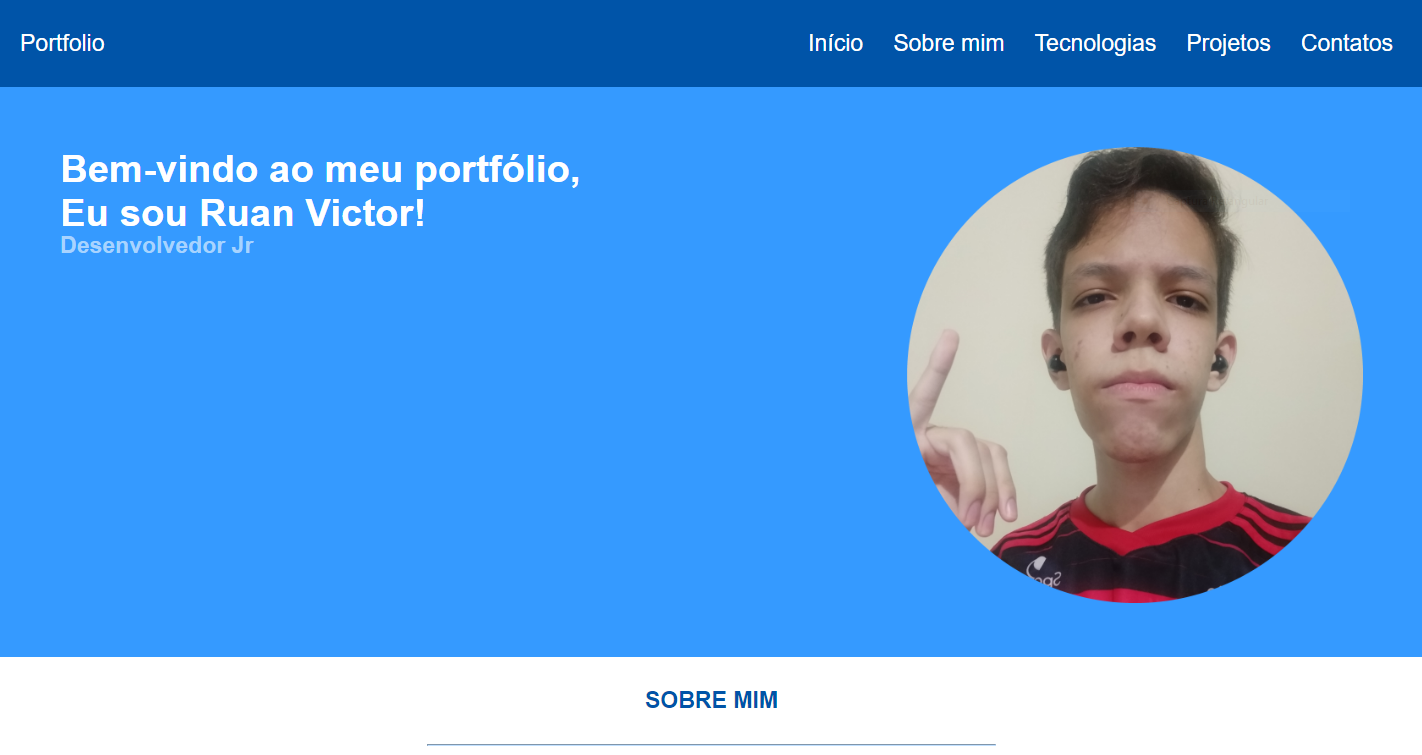 Portfolio
Início Sobre mim Tecnologias Projetos Contatos
Bem-vindo ao meu portfólio,
Eu sou Ruan Victor!
Desenvolvedor Jr
SOBRE MIM